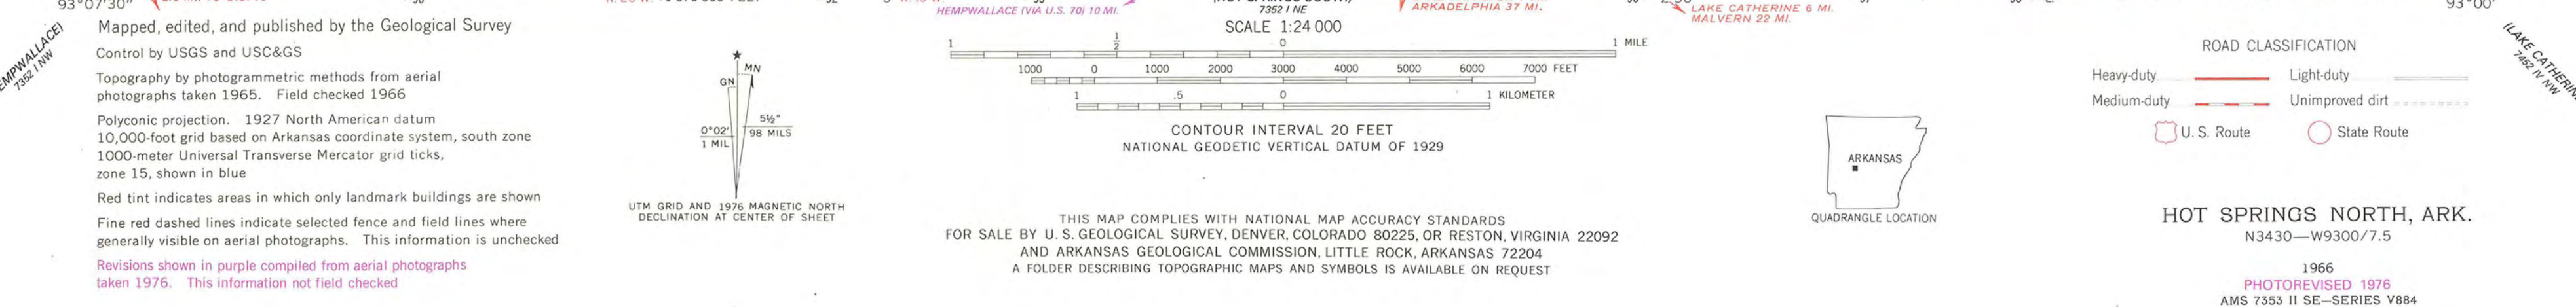 93°07'30"
HEMPWALLACE (VIA U.S. 70) 10 MI.
7352 I NE
ARKADELPHIA 37 MI.
LAKE CATHERINE 6 MI.
MALVERN 22 MI.
93°00'
7352 I NW
Mapped, edited, and published by the Geological Survey
Control by USGS and USC&GS
Topography by photogrammetric methods from aerial
photographs taken 1965. Field checked 1966
Polyconic projection. 1927 North American datum
10,000-foot grid based on Arkansas coordinate system, south zone
1000-meter Universal Transverse Mercator grid ticks,
zone 15, shown in blue
Red tint indicates areas in which only landmark buildings are shown
Fine red dashed lines indicate selected fence and field lines where
generally visible on aerial photographs. This information is unchecked
Revisions shown in purple compiled from aerial photographs
taken 1976. This information not field checked
★
MN
GN
0°02'
1 MIL
5½°
98 MILS
UTM GRID AND 1976 MAGNETIC NORTH
DECLINATION AT CENTER OF SHEET
SCALE 1:24 000
1 ½ 0 1 MILE
1000 0 1000 2000 3000 4000 5000 6000 7000 FEET
1 .5 0 1 KILOMETER
CONTOUR INTERVAL 20 FEET
NATIONAL GEODETIC VERTICAL DATUM OF 1929
THIS MAP COMPLIES WITH NATIONAL MAP ACCURACY STANDARDS
FOR SALE BY U. S. GEOLOGICAL SURVEY, DENVER, COLORADO 80225, OR RESTON, VIRGINIA 22092
AND ARKANSAS GEOLOGICAL COMMISSION, LITTLE ROCK, ARKANSAS 72204
A FOLDER DESCRIBING TOPOGRAPHIC MAPS AND SYMBOLS IS AVAILABLE ON REQUEST
ARKANSAS
QUADRANGLE LOCATION
ROAD CLASSIFICATION
Heavy-duty Light-duty
Medium-duty Unimproved dirt
U. S. Route State Route
7452 IV NW
HOT SPRINGS NORTH, ARK.
N3430—W9300/7.5
1966
PHOTOREVISED 1976
AMS 7353 II SE—SERIES V884